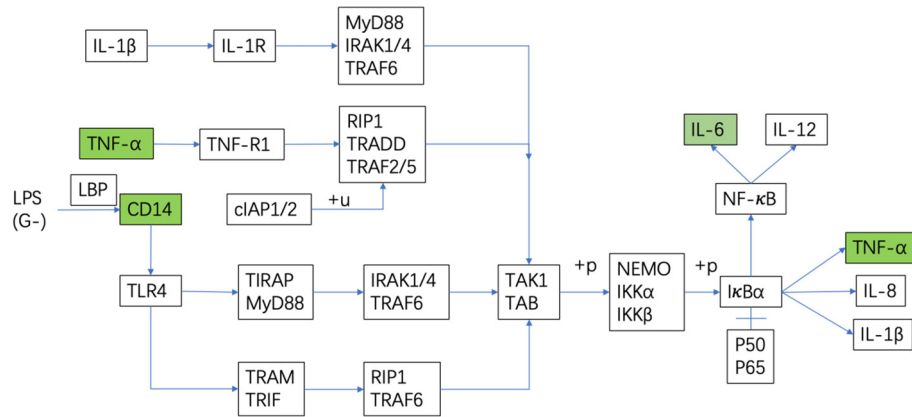 IL-1β
IL-1R
MyD88
IRAK1/4
TRAF6
TNF-α
TNF-R1
RIP1
TRADD
TRAF2/5
cIAP1/2
+u
LPS
(G-)
LBP
CD14
TLR4
TIRAP
MyD88
IRAK1/4
TRAF6
TRAM
TRIF
RIP1
TRAF6
TAK1
TAB
+p
NEMO
IKKα
IKKβ
+p
IL-6
IL-12
NF-κB
IκBα
P50
P65
TNF-α
IL-8
IL-1β